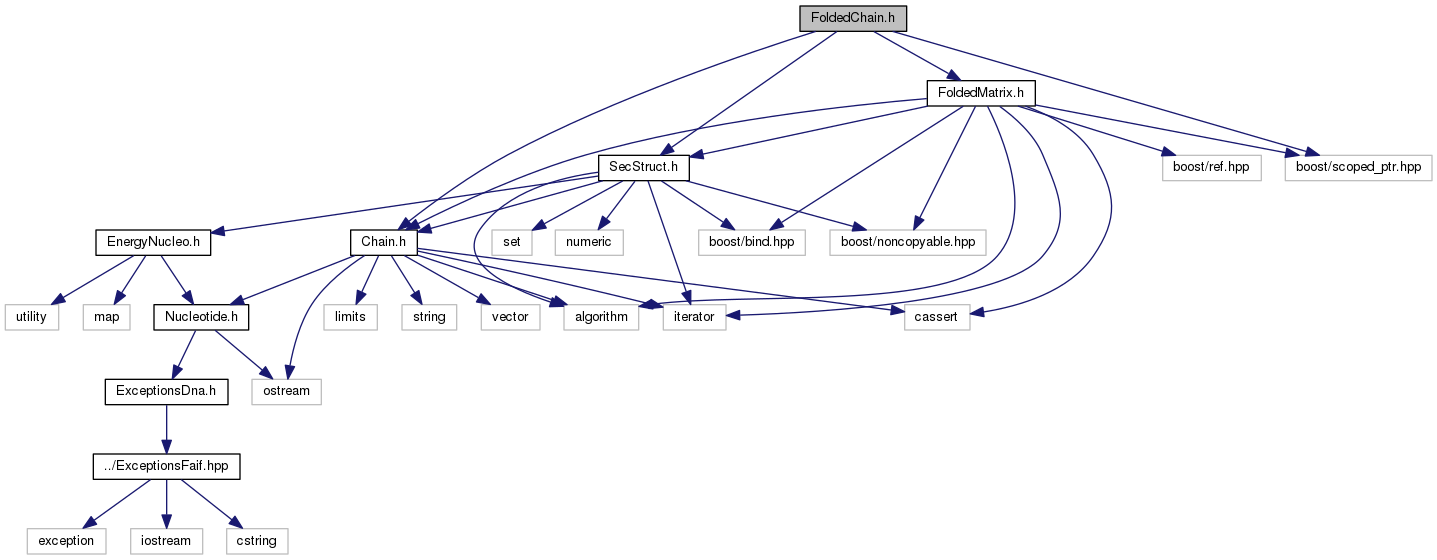 FoldedChain.h
FoldedMatrix.h
SecStruct.h
boost/ref.hpp
boost/scoped_ptr.hpp
EnergyNucleo.h
Chain.h
set
numeric
boost/bind.hpp
boost/noncopyable.hpp
utility
map
Nucleotide.h
limits
string
vector
algorithm
iterator
cassert
ExceptionsDna.h
ostream
../ExceptionsFaif.hpp
exception
iostream
cstring